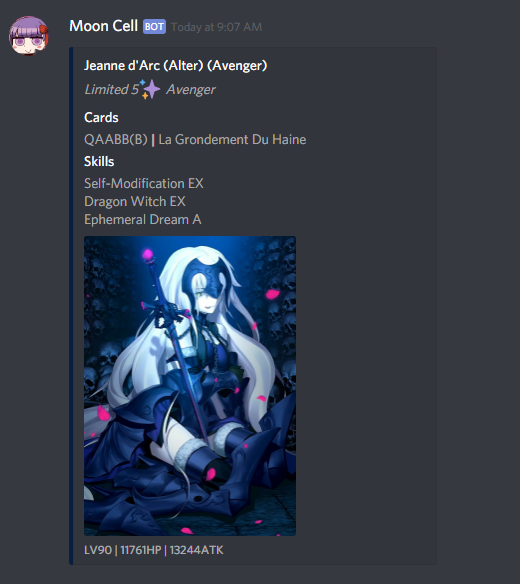 Moon Cell BOT Today at 9:07 AM
Jeanne d'Arc (Alter) (Avenger)
Limited 5✨ Avenger
Cards
QAABB(B) | La Grondement Du Haine
Skills
Self-Modification EX
Dragon Witch EX
Ephemeral Dream A
LV90 | 11761HP | 13244ATK